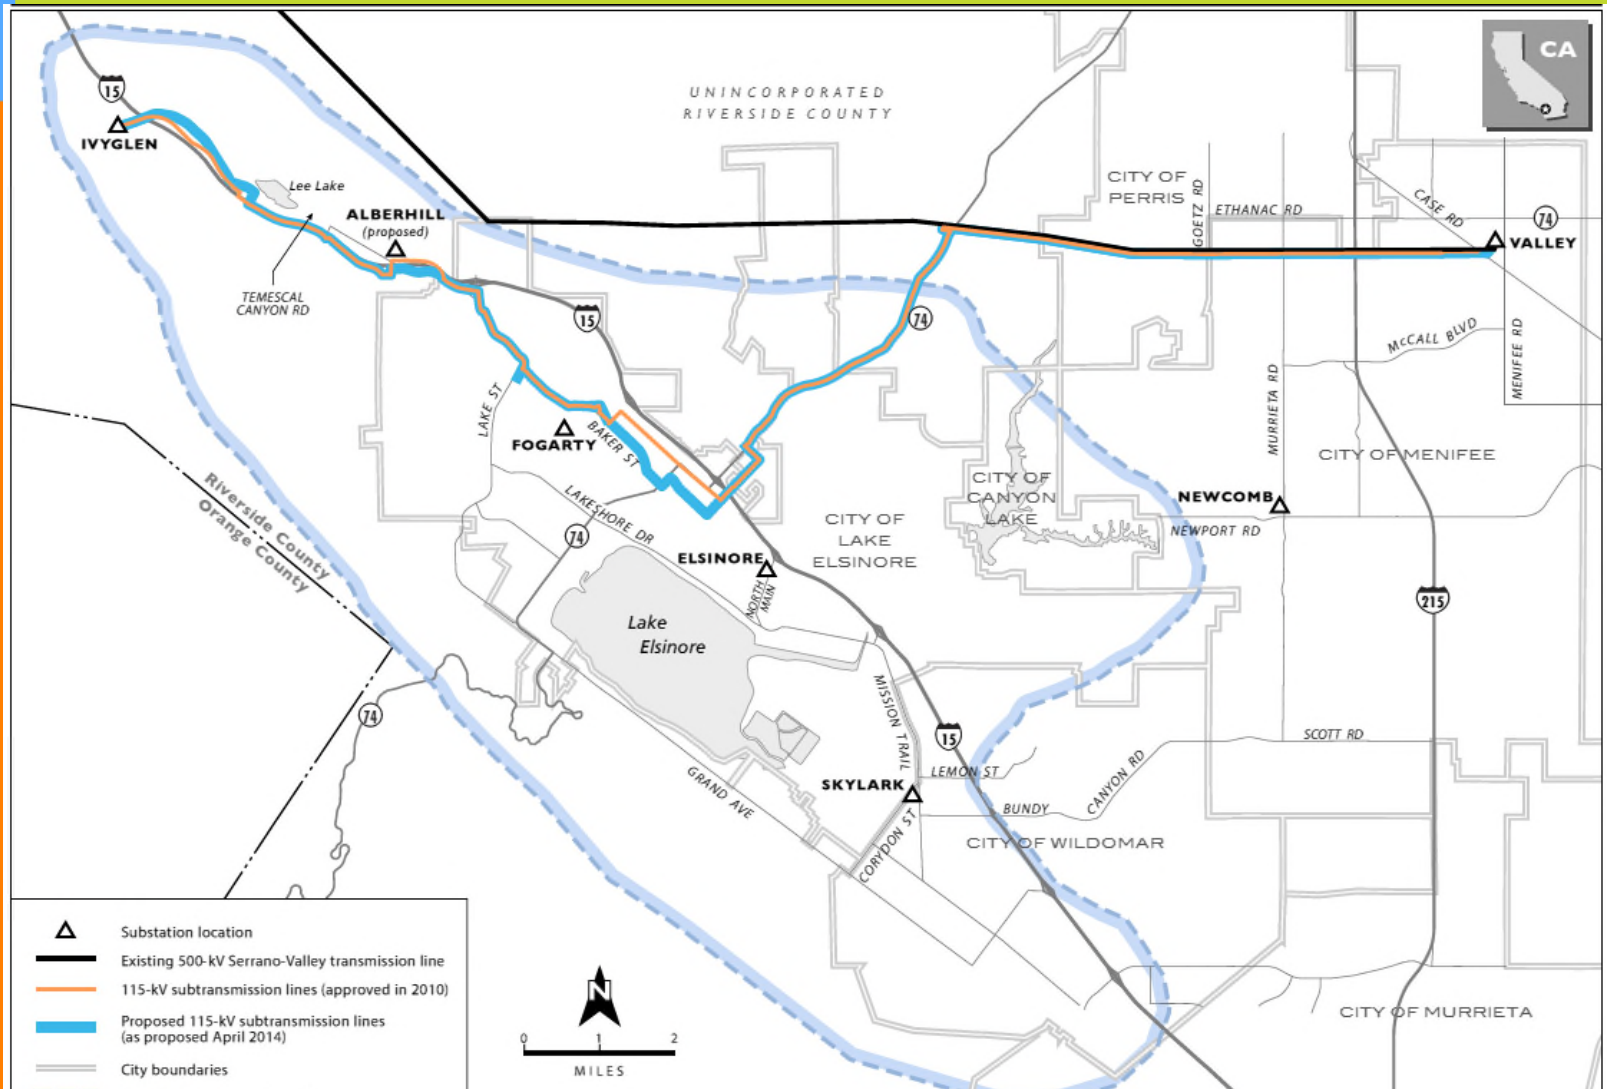 CA
UNINCORPORATED
RIVERSIDE COUNTY
15
IVYGLEN
Lee Lake
ALBERHILL
(proposed)
TEMESCAL
CANYON RD
CITY OF
PERRIS
GOETZ RD
ETHANAC RD
CASE RD
74
VALLEY
15
74
McCALL BLVD
MENIFEE RD
MURRIETA RD
LAKE ST
FOGARTY
BAKER ST
CITY OF MENIFEE
Riverside County
Orange County
LAKESHORE DR
74
CITY OF
CANYON
LAKE
NEWCOMB
NEWPORT RD
CITY OF
LAKE
ELSINORE
ELSINORE
NORTH
MAIN
215
Lake
Elsinore
74
MISSION TRAIL
15
SCOTT RD
LEMON ST
CANYON RD
GRAND AVE
SKYLARK
BUNDY
CORYDON ST
CITY OF WILDOMAR
CITY OF MURRIETA
Substation location
Existing 500-kV Serrano-Valley transmission line
115-kV subtransmission lines (approved in 2010)
Proposed 115-kV subtransmission lines
(as proposed April 2014)
City boundaries
N
0 1 2
MILES